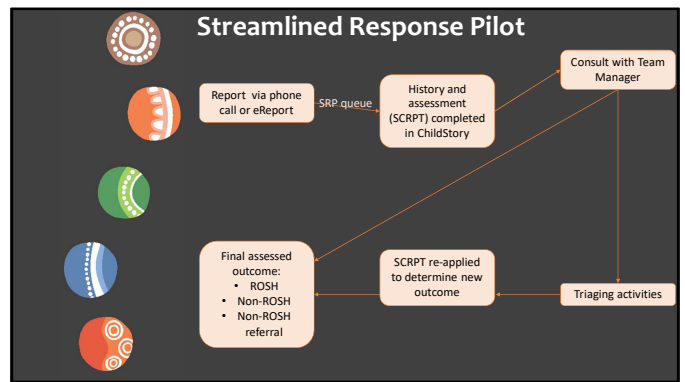 Streamlined Response Pilot
Report via phone
call or eReport
SRP queue
History and
assessment
(SCRPT) completed
in ChildStory
Consult with Team
Manager
Final assessed
outcome:
• ROSH
• Non-ROSH
• Non-ROSH
referral
SCRPT re-applied
to determine new
outcome
Triaging activities